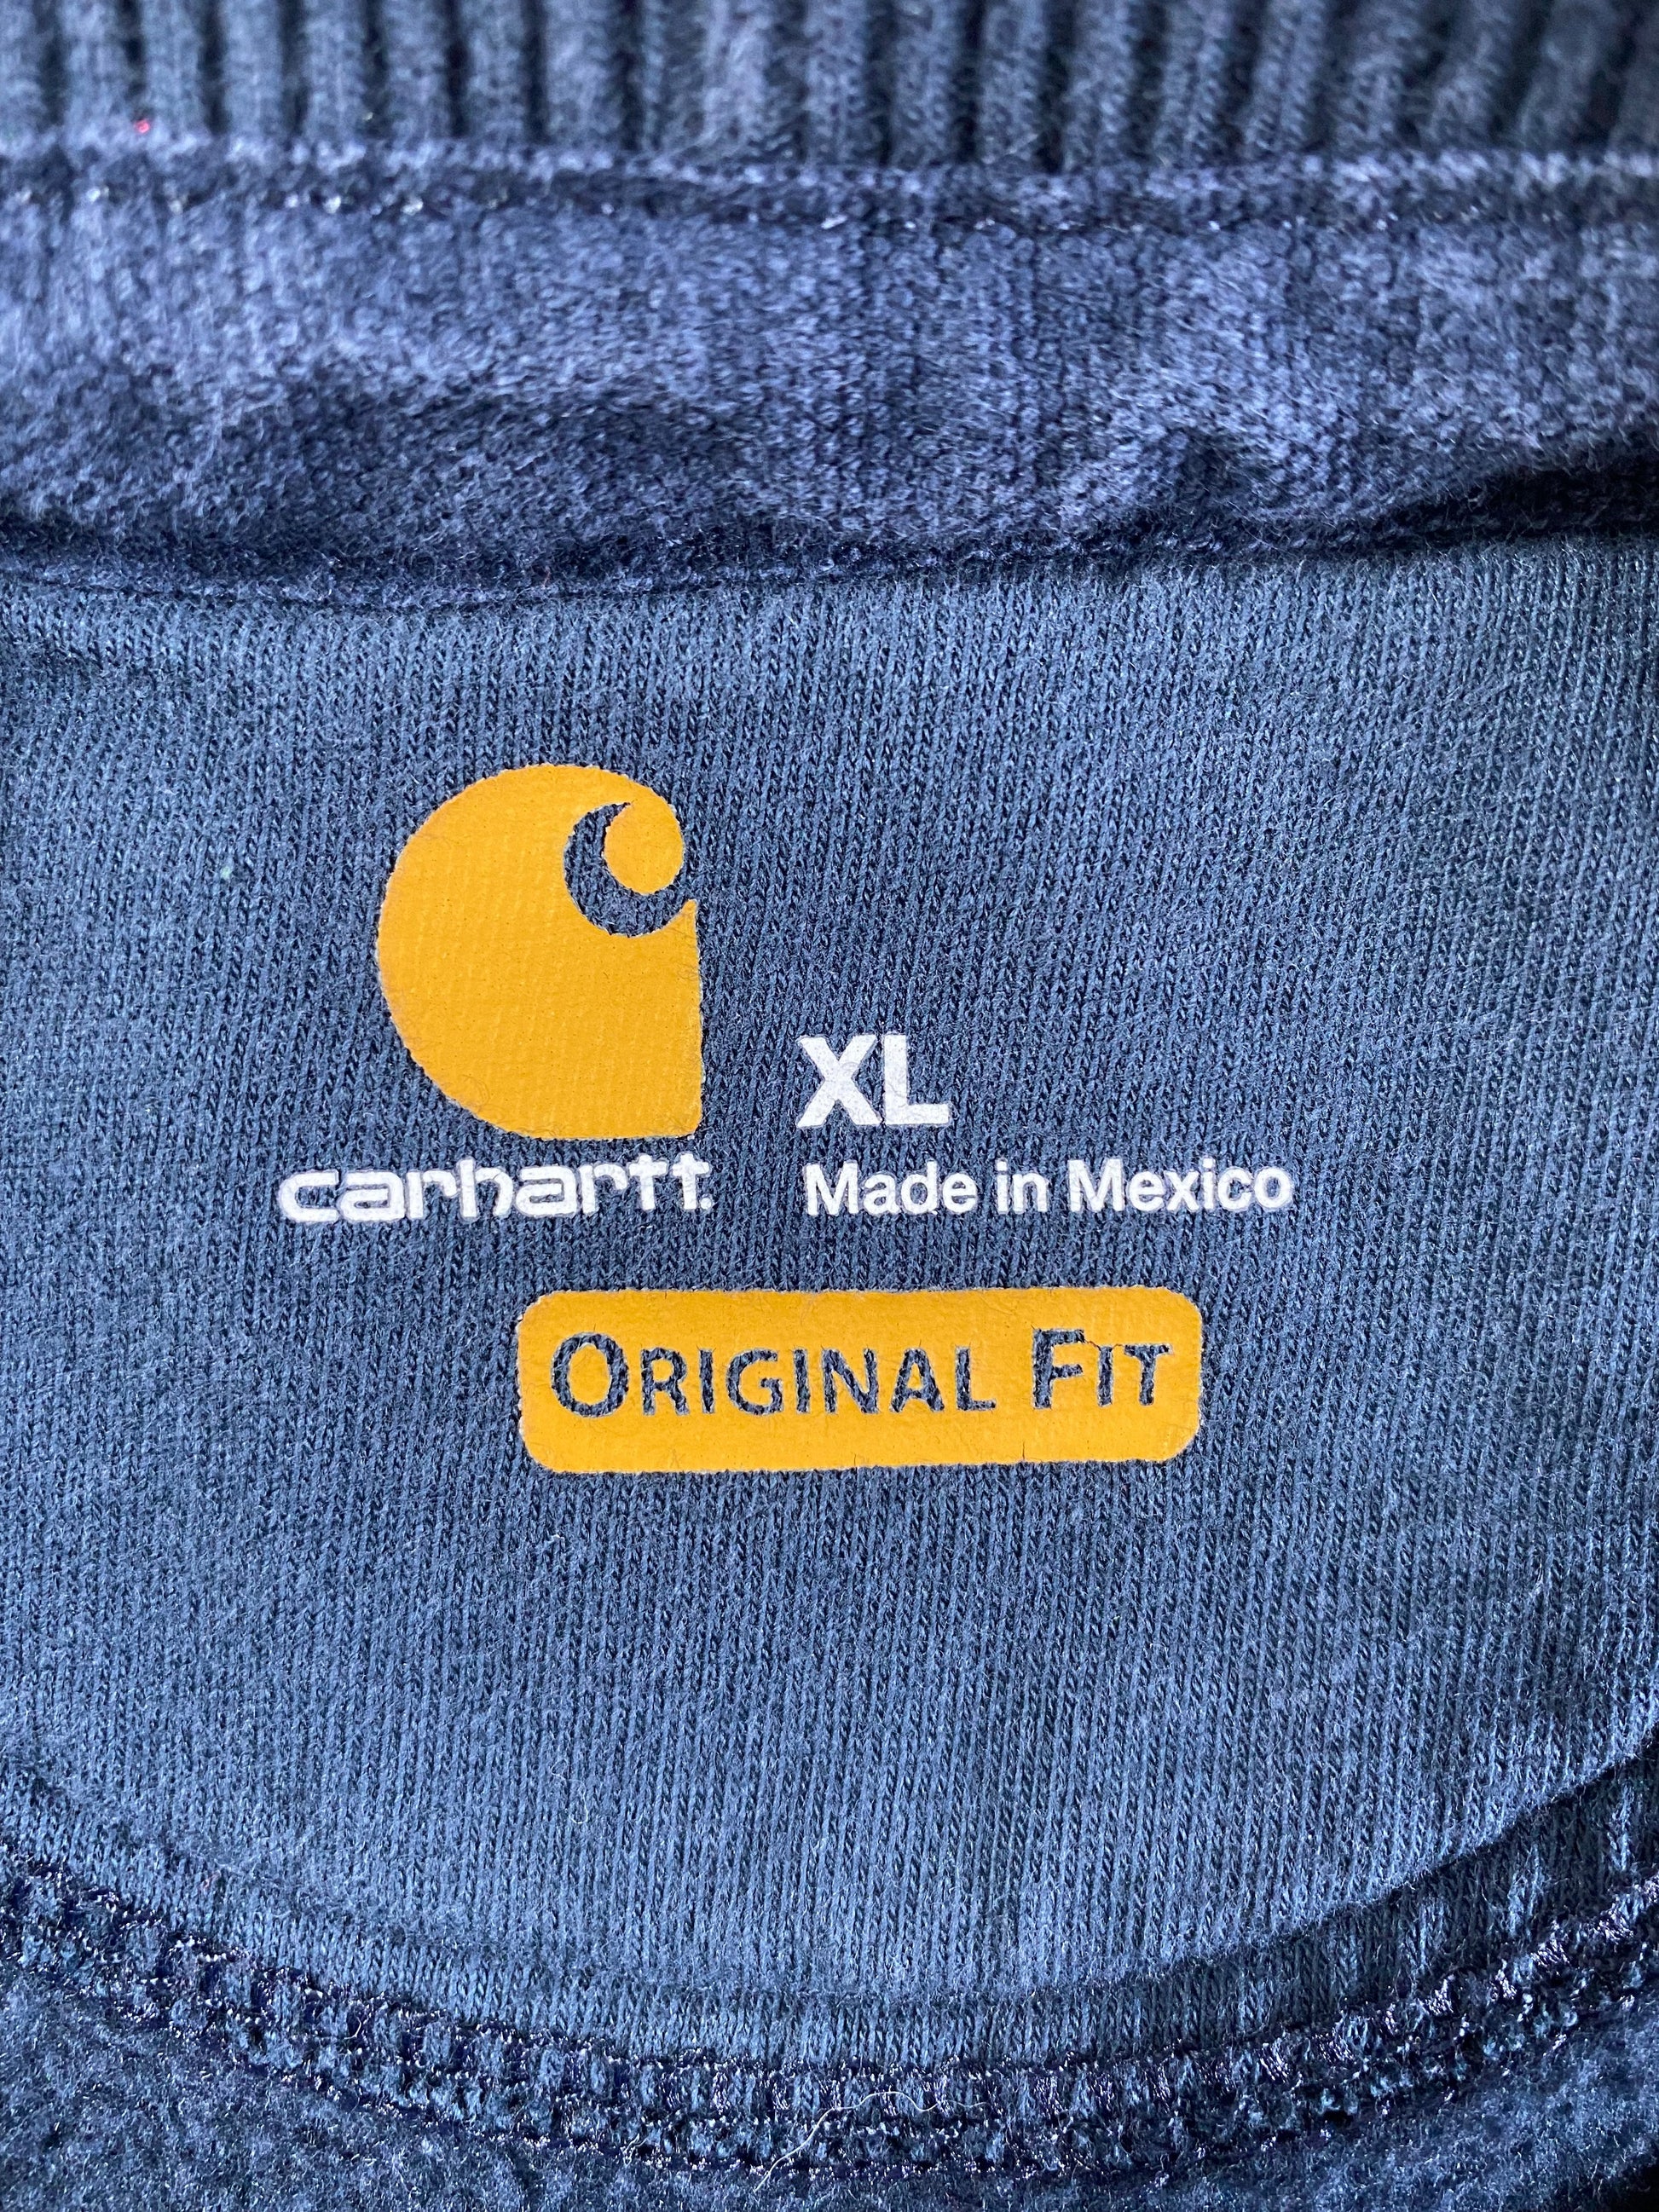 XL
carhartt.
Made in Mexico
ORIGINAL FIT